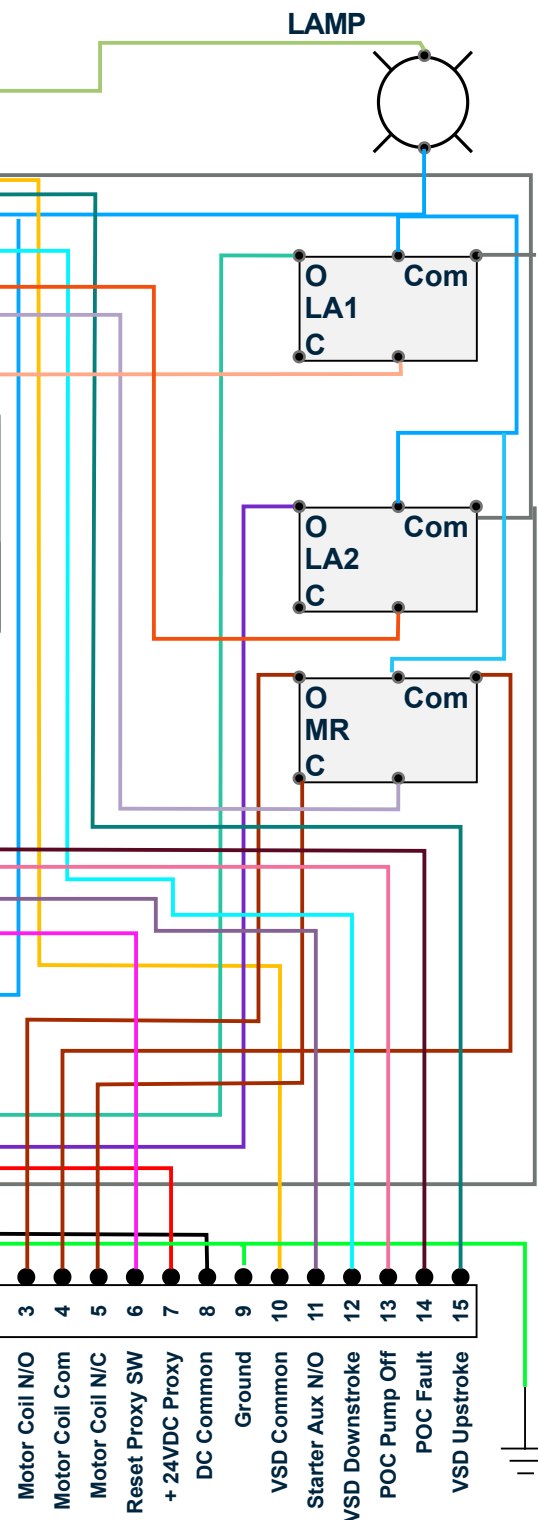 LAMP
O Com
LA1
C
O Com
LA2
C
O Com
MR
C
3 4 5 6 7 8 9 10 11 12 13 14 15
Motor Coil N/O
Motor Coil Com
Motor Coil N/C
Reset Proxy SW
+ 24VDC Proxy
DC Common
Ground
VSD Common
Starter Aux N/O
VSD Downstroke
POC Pump Off
POC Fault
VSD Upstroke